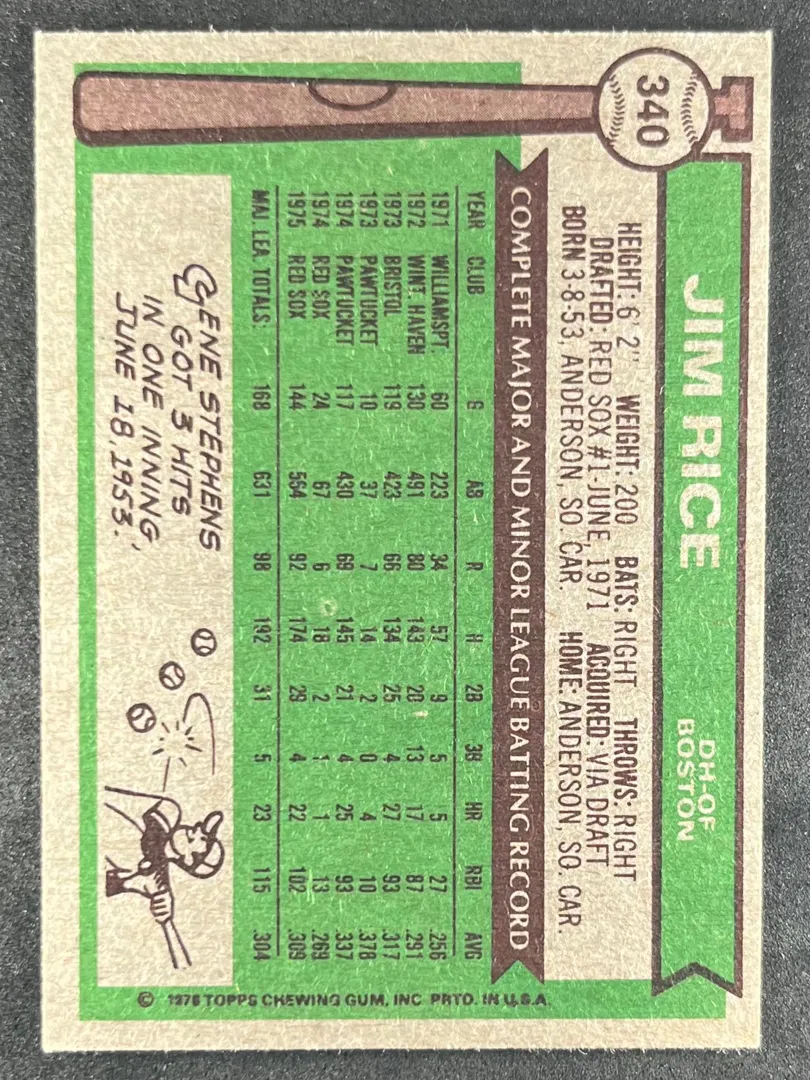 340
JIM RICE
DH-OF
BOSTON
HEIGHT: 6' 2" WEIGHT: 200 BATS: RIGHT THROWS: RIGHT
DRAFTED: RED SOX #1-JUNE, 1971 ACQUIRED: VIA DRAFT
BORN 3-8-53, ANDERSON, SO. CAR. HOME: ANDERSON, SO. CAR.
COMPLETE MAJOR AND MINOR LEAGUE BATTING RECORD
YEAR CLUB G AB R H 2B 3B HR RBI AVG
1971 WILLIAMSPT. 60 223 34 57 9 5 5 27 .256
1972 WINT. HAVEN 130 491 80 143 20 13 17 87 .291
1973 BRISTOL 119 423 66 134 25 4 27 93 .317
1973 PAWTUCKET 10 37 7 14 2 0 4 10 .378
1974 PAWTUCKET 117 430 69 145 21 4 25 93 .337
1974 RED SOX 24 67 6 18 2 1 1 13 .269
1975 RED SOX 144 564 92 174 29 4 22 102 .309
MAJ. LEA. TOTALS: 168 631 98 192 31 5 23 115 .304
GENE STEPHENS
GOT 3 HITS
IN ONE INNING,
JUNE 18, 1953.
© 1976 TOPPS CHEWING GUM, INC PRTD. IN U.S.A.